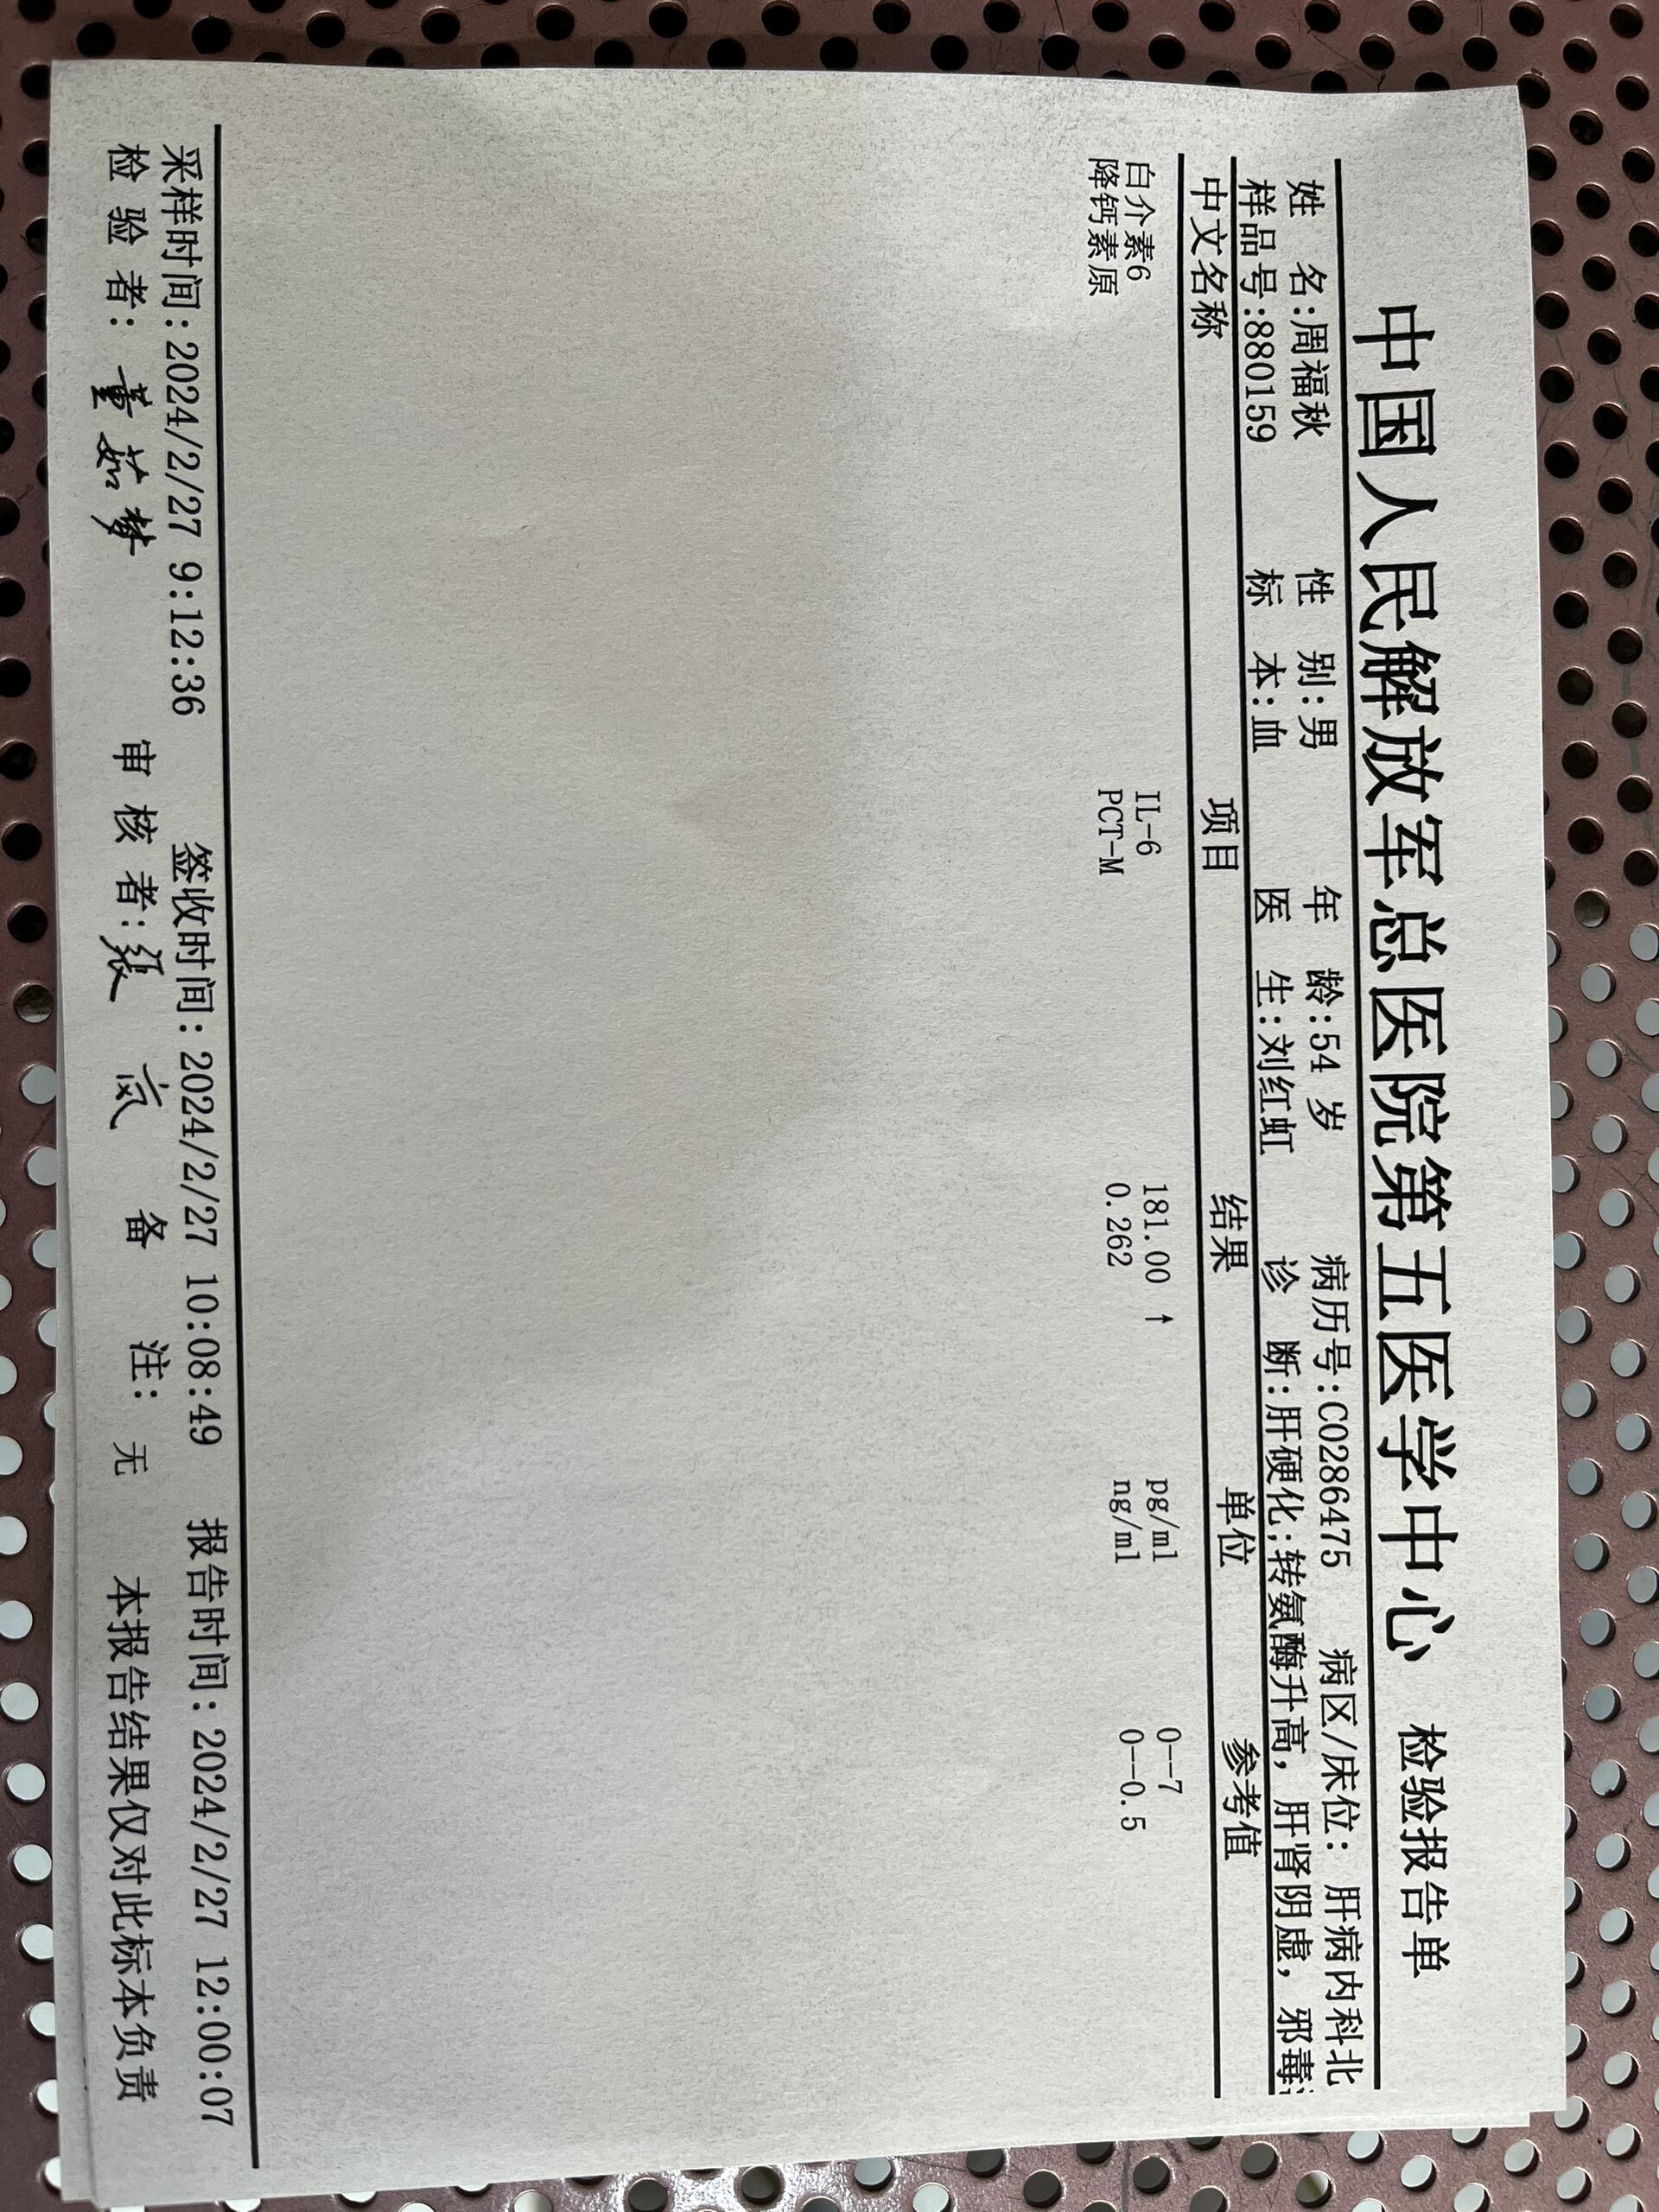 中国人民解放军总医院第五医学中心 检验报告单
姓 名:周福秋 性 别:男 年 龄:54 岁 病历号:C0286475 病区/床位: 肝病内科北
样品号:880159 标 本:血 医 生:刘红虹 诊 断:肝硬化;转氨酶升高, 肝肾阴虚, 邪毒
中文名称 项目 结果 单位 参考值
白介素6 IL-6 181.00 ↑ pg/ml 0--7
降钙素原 PCT-M 0.262 ng/ml 0--0.5
采样时间: 2024/2/27 9:12:36 签收时间: 2024/2/27 10:08:49 报告时间: 2024/2/27 12:00:07
检 验 者: 董茹梦 审 核 者: 张 备 注: 无 本报告结果仅对此标本负责